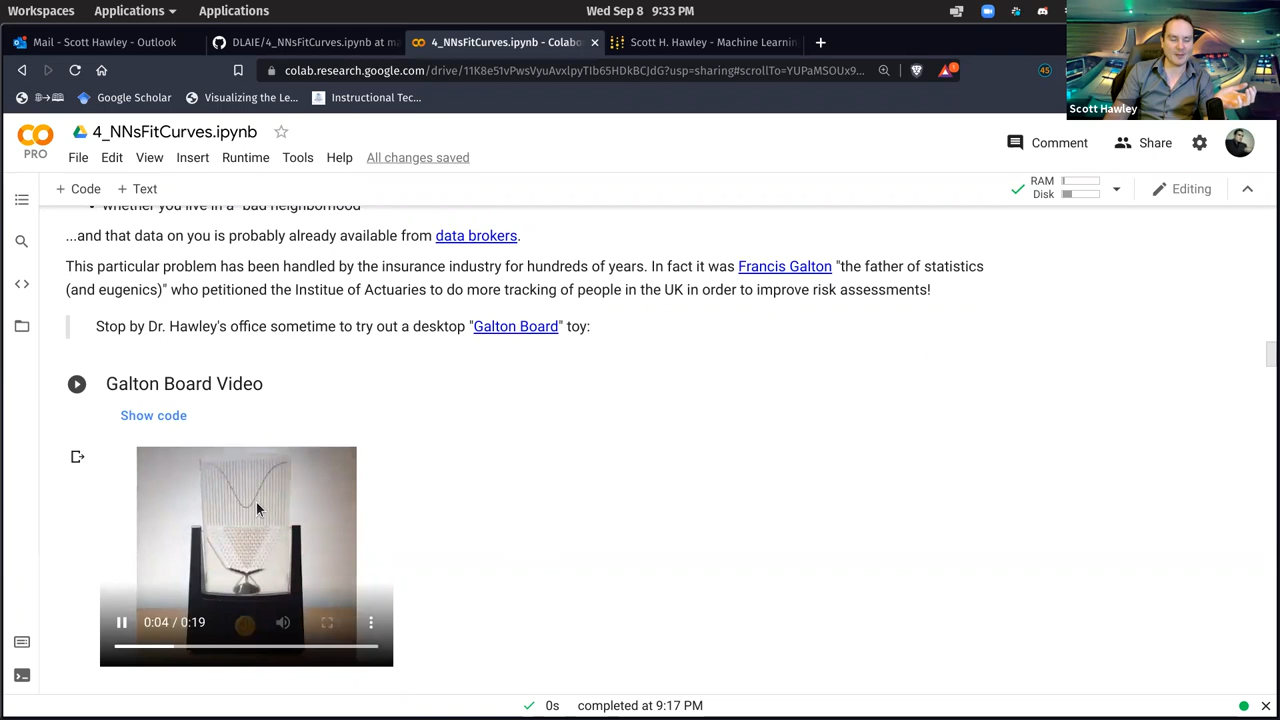 Workspaces Applications Applications Wed Sep 8 9:33 PM
Mail - Scott Hawley - Outlook DLAIE/4_NNsFitCurves.ipynb at ma 4_NNsFitCurves.ipynb - Colabo Scott H. Hawley - Machine Learnin
colab.research.google.com/drive/ 1
Google Scholar Visualizing the Le... Instructional Tec...
45
Scott Hawley
CO PRO
4_NNsFitCurves.ipynb
Comment Share
File Edit View Insert Runtime Tools Help All changes saved
+ Code + Text
RAM
Disk
Editing
• whether you live in a "bad neighborhood"
...and that data on you is probably already available from data brokers.
This particular problem has been handled by the insurance industry for hundreds of years. In fact it was Francis Galton "the father of statistics
(and eugenics)" who petitioned the Institue of Actuaries to do more tracking of people in the UK in order to improve risk assessments!
Stop by Dr. Hawley's office sometime to try out a desktop "Galton Board" toy:
Galton Board Video
Show code
0:04 / 0:19
0s completed at 9:17 PM